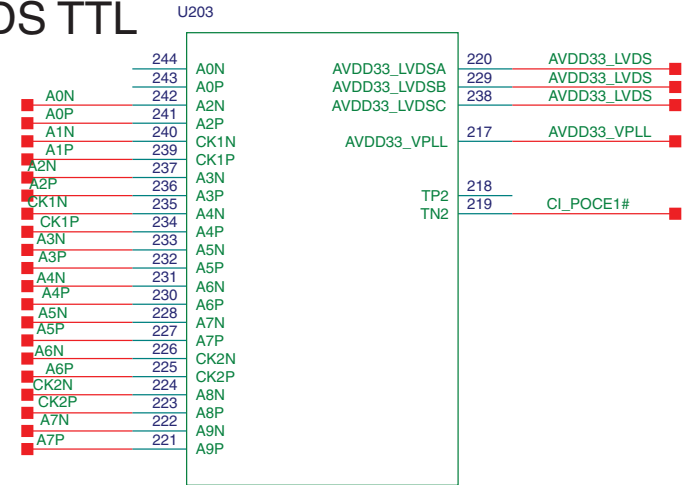 DS TTL
U203
244 A0N AVDD33_LVDSA 220 AVDD33_LVDS
243 A0P AVDD33_LVDSB 229 AVDD33_LVDS
A0N 242 A2N AVDD33_LVDSC 238 AVDD33_LVDS
A0P 241 A2P
A1N 240 CK1N AVDD33_VPLL 217 AVDD33_VPLL
A1P 239 CK1P
A2N 237 A3N
A2P 236 A3P TP2 218
CK1N 235 A4N TN2 219 CI_POCE1#
CK1P 234 A4P
A3N 233 A5N
A3P 232 A5P
A4N 231 A6N
A4P 230 A6P
A5N 228 A7N
A5P 227 A7P
A6N 226 CK2N
A6P 225 CK2P
CK2N 224 A8N
CK2P 223 A8P
A7N 222 A9N
A7P 221 A9P